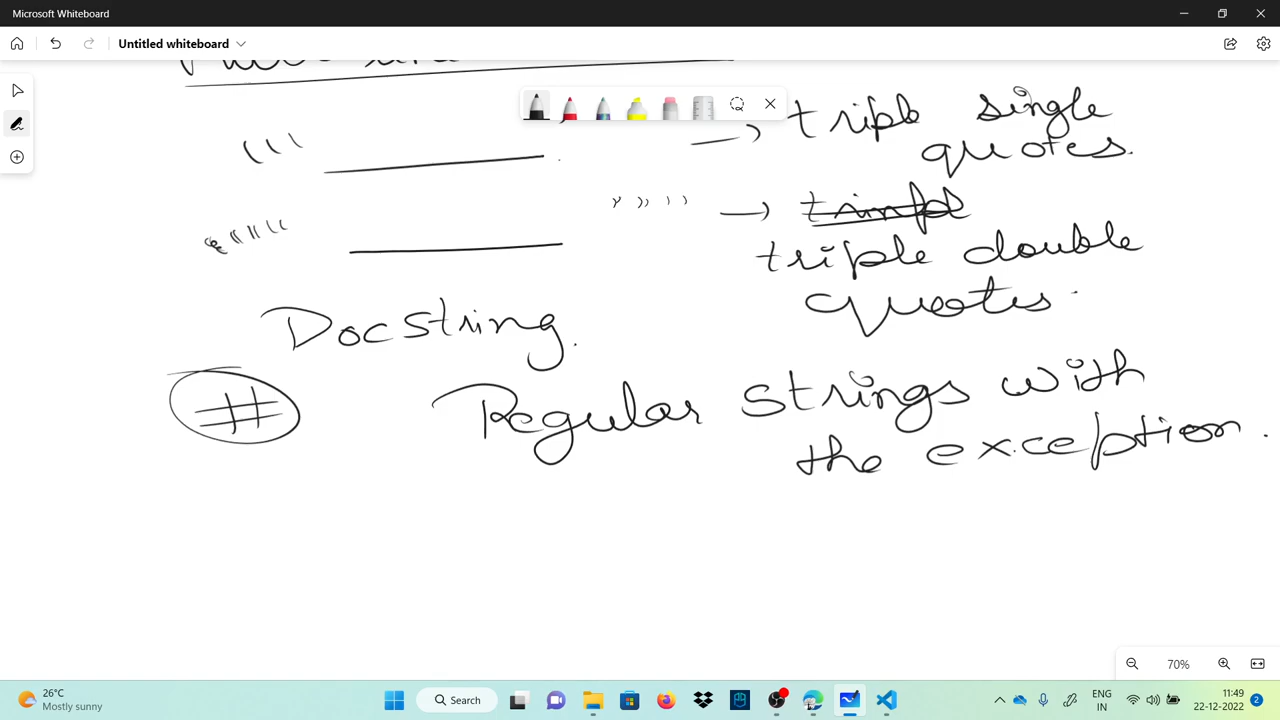 Microsoft Whiteboard
Untitled whiteboard
''' → triple single
quotes.
""" """ →
triple double
quotes.
Docstring.
# Regular strings with
the exception.
70%
26°C
Mostly sunny
Search
ENG
IN
11:49
22-12-2022
2